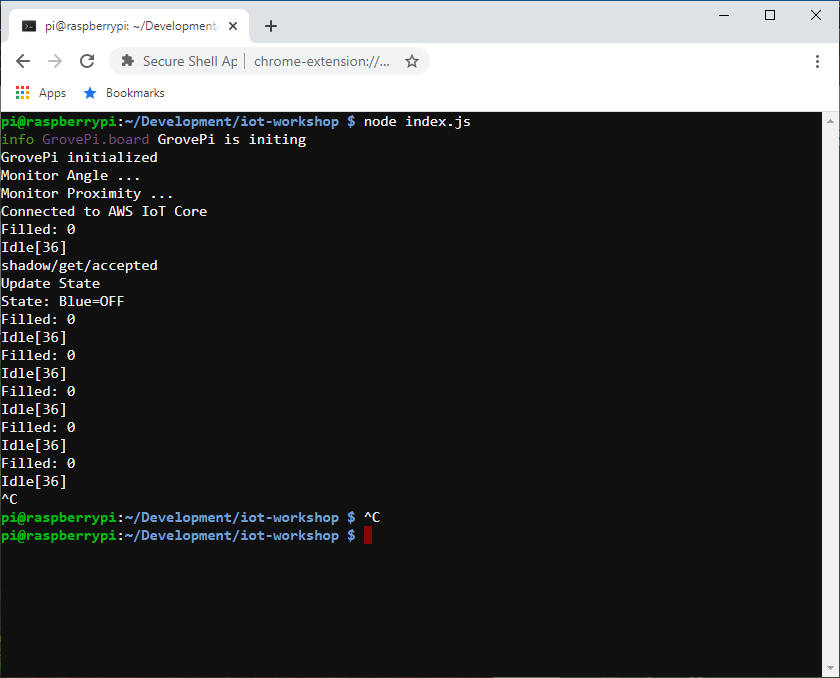 pi@raspberrypi: ~/Development/
Secure Shell Ap
chrome-extension://...
Apps
Bookmarks
pi@raspberrypi:~/Development/iot-workshop $ node index.js
info GrovePi.board GrovePi is initing
GrovePi initialized
Monitor Angle ...
Monitor Proximity ...
Connected to AWS IoT Core
Filled: 0
Idle[36]
shadow/get/accepted
Update State
State: Blue=OFF
Filled: 0
Idle[36]
Filled: 0
Idle[36]
Filled: 0
Idle[36]
Filled: 0
Idle[36]
Filled: 0
Idle[36]
^C
pi@raspberrypi:~/Development/iot-workshop $ ^C
pi@raspberrypi:~/Development/iot-workshop $